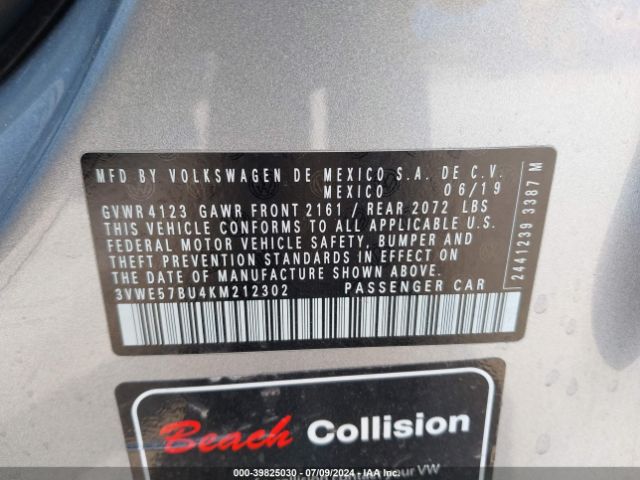 MFD BY VOLKSWAGEN DE MEXICO S.A. DE C.V.
MEXICO 06/19
GVWR 4123 GAWR FRONT 2161 / REAR 2072 LBS
THIS VEHICLE CONFORMS TO ALL APPLICABLE U.S.
FEDERAL MOTOR VEHICLE SAFETY, BUMPER AND
THEFT PREVENTION STANDARDS IN EFFECT ON
THE DATE OF MANUFACTURE SHOWN ABOVE.
3VWE57BU4KM212302 PASSENGER CAR
2441239 3387 M
Beach Collision
your VW
000-39825030 - 07/09/2024 - IAA Inc.